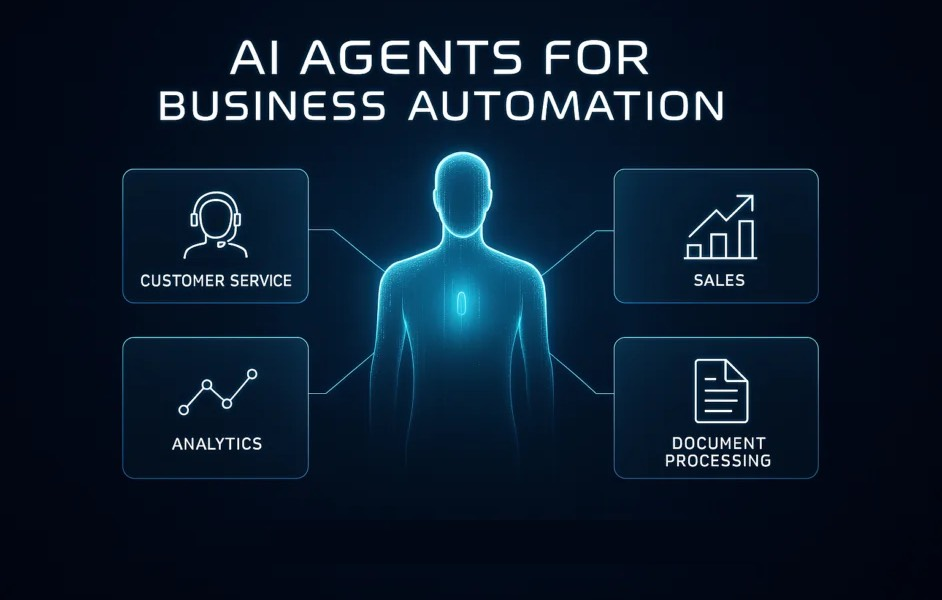 AI AGENTS FOR
BUSINESS AUTOMATION
CUSTOMER SERVICE
SALES
ANALYTICS
DOCUMENT
PROCESSING